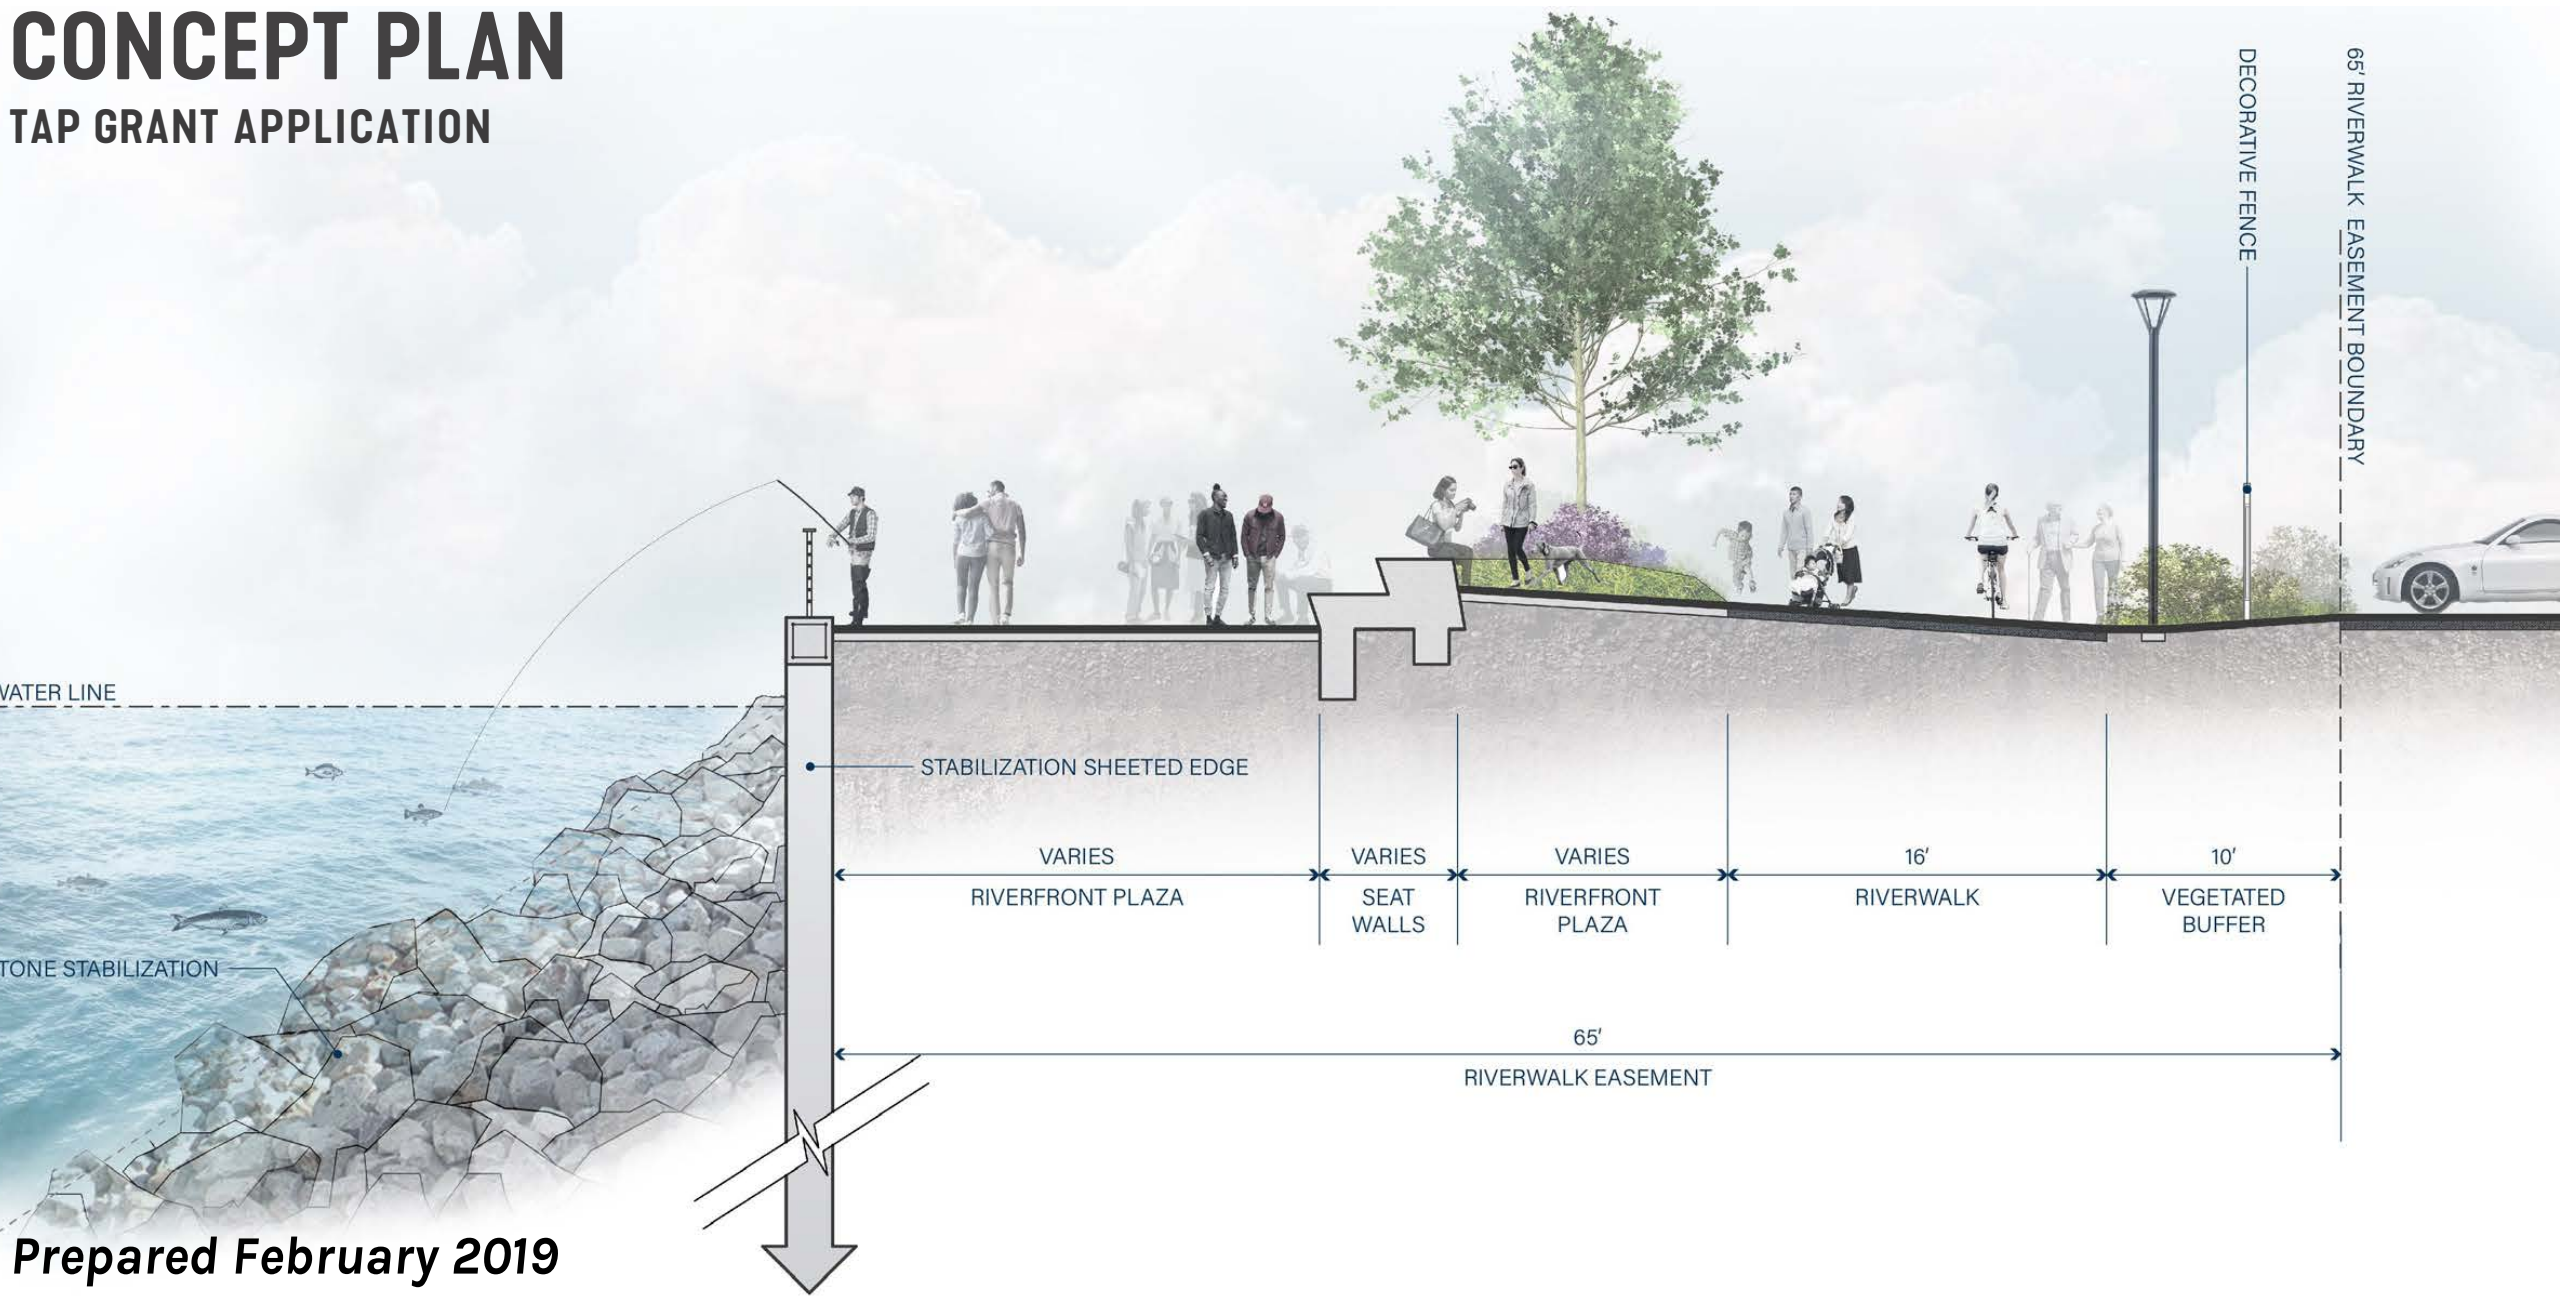 CONCEPT PLAN
TAP GRANT APPLICATION
DECORATIVE FENCE
65' RIVERWALK EASEMENT BOUNDARY
WATER LINE
STABILIZATION SHEETED EDGE
VARIES
RIVERFRONT PLAZA
VARIES
SEAT
WALLS
VARIES
RIVERFRONT
PLAZA
16'
RIVERWALK
10'
VEGETATED
BUFFER
TONE STABILIZATION
65'
RIVERWALK EASEMENT
Prepared February 2019